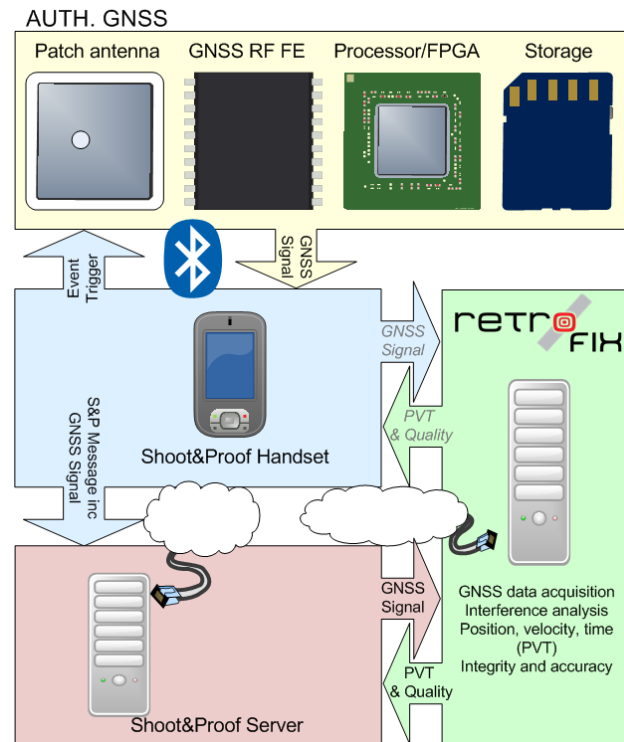 AUTH. GNSS
Patch antenna
GNSS RF FE
Processor/FPGA
Storage
Event
Trigger
GNSS
Signal
GNSS
Signal
retro
FIX
PVT
& Quality
Shoot&Proof Handset
S&P Message inc
GNSS Signal
GNSS
Signal
GNSS data acquisition
Interference analysis
Position, velocity, time
(PVT)
Integrity and accuracy
PVT
& Quality
Shoot&Proof Server